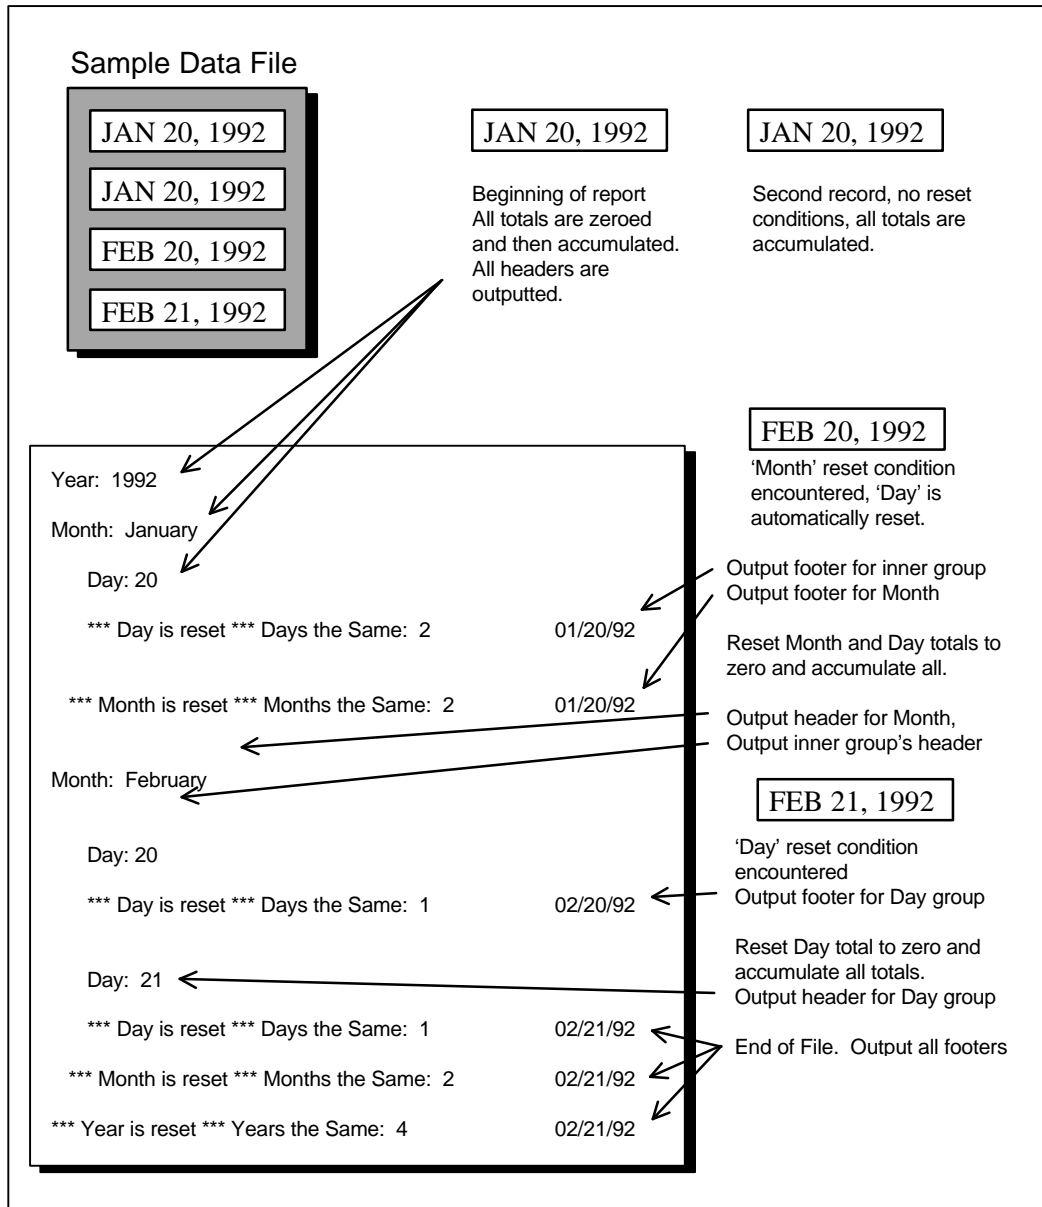 Sample Data File
JAN 20, 1992
JAN 20, 1992
FEB 20, 1992
FEB 21, 1992
JAN 20, 1992
Beginning of report
All totals are zeroed
and then accumulated.
All headers are
outputted.
JAN 20, 1992
Second record, no reset
conditions, all totals are
accumulated.
Year: 1992
Month: January
Day: 20
*** Day is reset *** Days the Same: 2 01/20/92
*** Month is reset *** Months the Same: 2 01/20/92
Month: February
Day: 20
*** Day is reset *** Days the Same: 1 02/20/92
Day: 21
*** Day is reset *** Days the Same: 1 02/21/92
*** Month is reset *** Months the Same: 2 02/21/92
*** Year is reset *** Years the Same: 4 02/21/92
FEB 20, 1992
‘Month’ reset condition
encountered, ‘Day’ is
automatically reset.
Output footer for inner group
Output footer for Month
Reset Month and Day totals to
zero and accumulate all.
Output header for Month,
Output inner group’s header
FEB 21, 1992
‘Day’ reset condition
encountered
Output footer for Day group
Reset Day total to zero and
accumulate all totals.
Output header for Day group
End of File. Output all footers